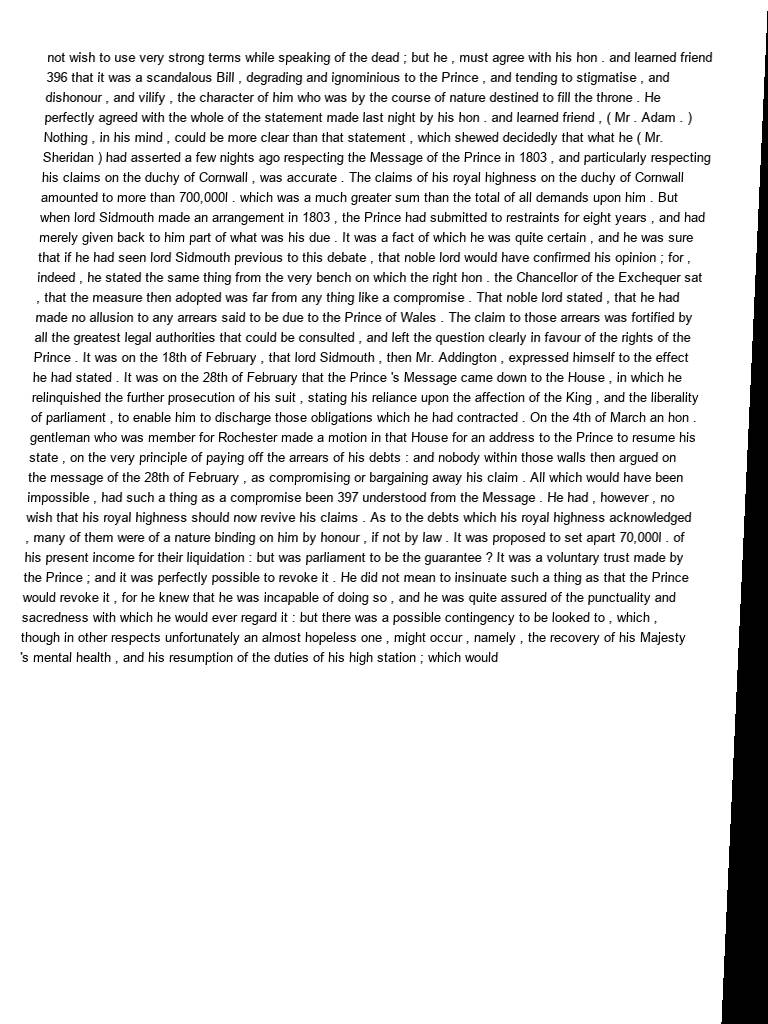 not wish to use very strong terms while speaking of the dead ; but he , must agree with his hon . and learned friend
396 that it was a scandalous Bill , degrading and ignominious to the Prince , and tending to stigmatise , and
dishonour , and vilify , the character of him who was by the course of nature destined to fill the throne . He
perfectly agreed with the whole of the statement made last night by his hon . and learned friend , ( Mr . Adam . )
Nothing , in his mind , could be more clear than that statement , which shewed decidedly that what he ( Mr.
Sheridan ) had asserted a few nights ago respecting the Message of the Prince in 1803 , and particularly respecting
his claims on the duchy of Cornwall , was accurate . The claims of his royal highness on the duchy of Cornwall
amounted to more than 700,000l . which was a much greater sum than the total of all demands upon him . But
when lord Sidmouth made an arrangement in 1803 , the Prince had submitted to restraints for eight years , and had
merely given back to him part of what was his due . It was a fact of which he was quite certain , and he was sure
that if he had seen lord Sidmouth previous to this debate , that noble lord would have confirmed his opinion ; for ,
indeed , he stated the same thing from the very bench on which the right hon . the Chancellor of the Exchequer sat
, that the measure then adopted was far from any thing like a compromise . That noble lord stated , that he had
made no allusion to any arrears said to be due to the Prince of Wales . The claim to those arrears was fortified by
all the greatest legal authorities that could be consulted , and left the question clearly in favour of the rights of the
Prince . It was on the 18th of February , that lord Sidmouth , then Mr. Addington , expressed himself to the effect
he had stated . It was on the 28th of February that the Prince 's Message came down to the House , in which he
relinquished the further prosecution of his suit , stating his reliance upon the affection of the King , and the liberality
of parliament , to enable him to discharge those obligations which he had contracted . On the 4th of March an hon .
gentleman who was member for Rochester made a motion in that House for an address to the Prince to resume his
state , on the very principle of paying off the arrears of his debts : and nobody within those walls then argued on
the message of the 28th of February , as compromising or bargaining away his claim . All which would have been
impossible , had such a thing as a compromise been 397 understood from the Message . He had , however , no
wish that his royal highness should now revive his claims . As to the debts which his royal highness acknowledged
, many of them were of a nature binding on him by honour , if not by law . It was proposed to set apart 70,000l . of
his present income for their liquidation : but was parliament to be the guarantee ? It was a voluntary trust made by
the Prince ; and it was perfectly possible to revoke it . He did not mean to insinuate such a thing as that the Prince
would revoke it , for he knew that he was incapable of doing so , and he was quite assured of the punctuality and
sacredness with which he would ever regard it : but there was a possible contingency to be looked to , which ,
though in other respects unfortunately an almost hopeless one , might occur , namely , the recovery of his Majesty
's mental health , and his resumption of the duties of his high station ; which would